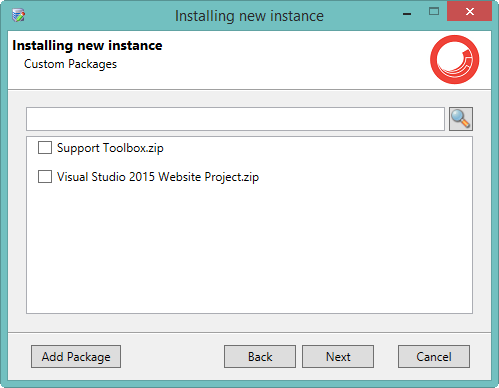 Installing new instance
Installing new instance
Custom Packages
Support Toolbox.zip
Visual Studio 2015 Website Project.zip
Add Package Back Next Cancel